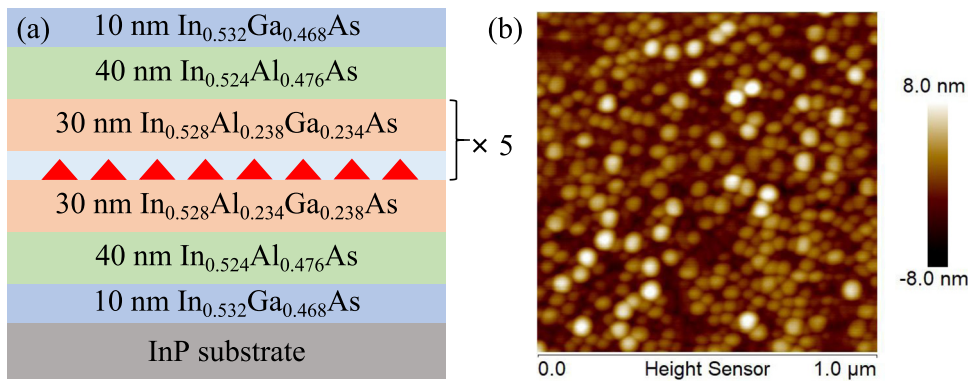 (a)
10 nm In0.532Ga0.468As
40 nm In0.524Al0.476As
30 nm In0.528Al0.238Ga0.234As
× 5
30 nm In0.528Al0.234Ga0.238As
40 nm In0.524Al0.476As
10 nm In0.532Ga0.468As
InP substrate
(b)
8.0 nm
-8.0 nm
0.0
Height Sensor
1.0 µm